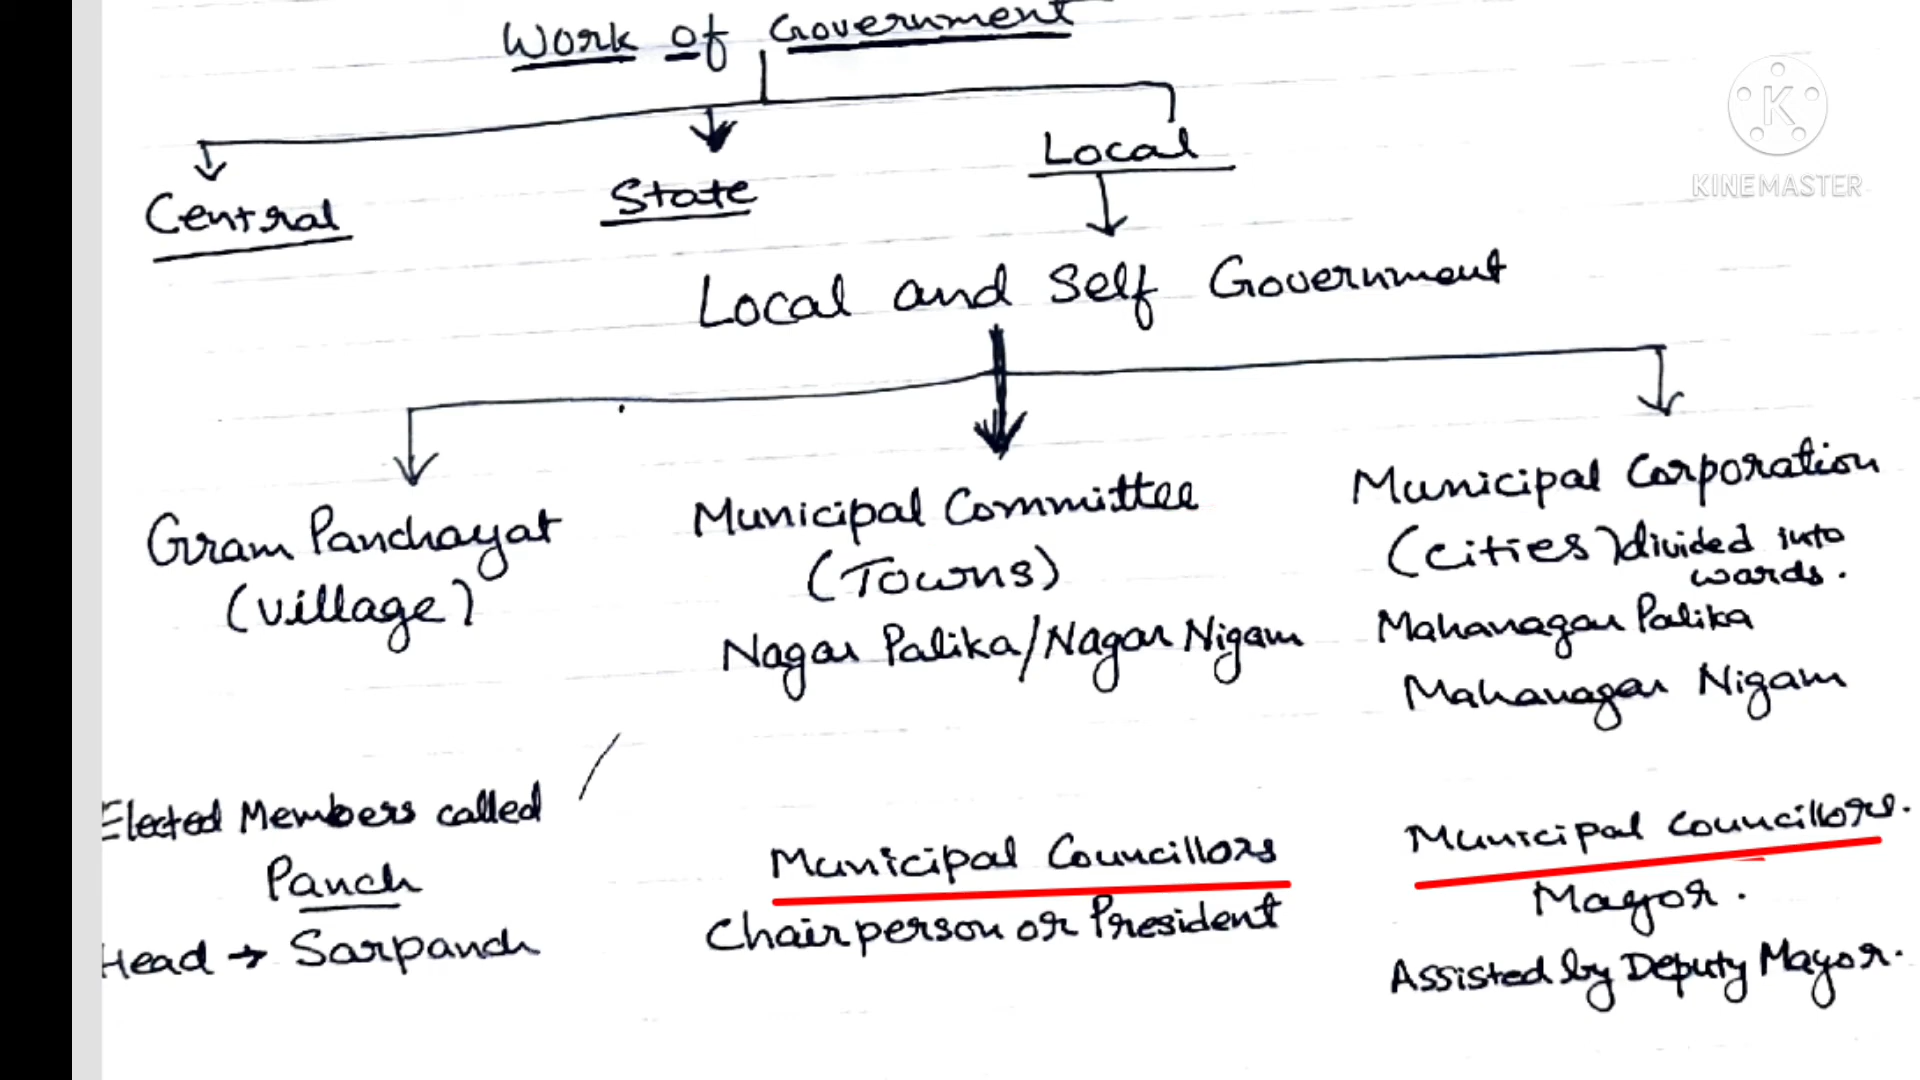 Work of Government
Central
State
Local
Local and Self Government
Gram Panchayat
(village)
Municipal Committee
(Towns)
Nagar Palika/Nagar Nigam
Municipal Corporation
(cities) divided into
wards.
Mahanagar Palika
Mahanagar Nigam
Elected Members called
Panch
Head → Sarpanch
Municipal Councillors
Chairperson or President
Municipal Councillors.
Mayor.
Assisted by Deputy Mayor.
K
KINEMASTER